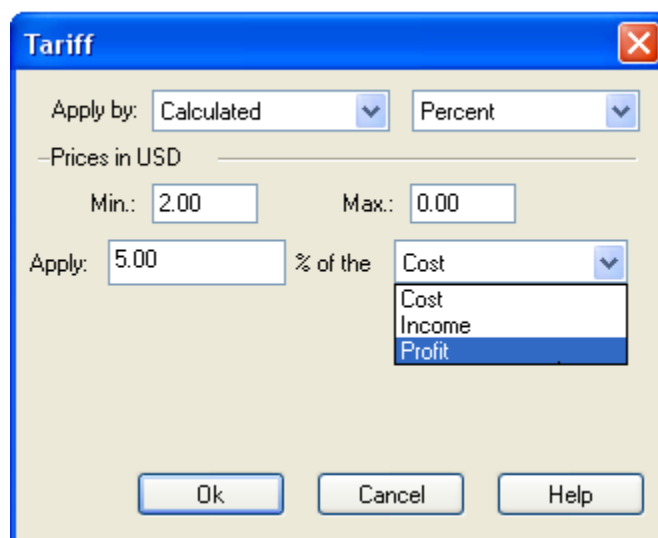 Tariff
Apply by: Calculated Percent
Prices in USD
Min.: 2.00 Max.: 0.00
Apply: 5.00 % of the Cost
Cost
Income
Profit
Ok Cancel Help